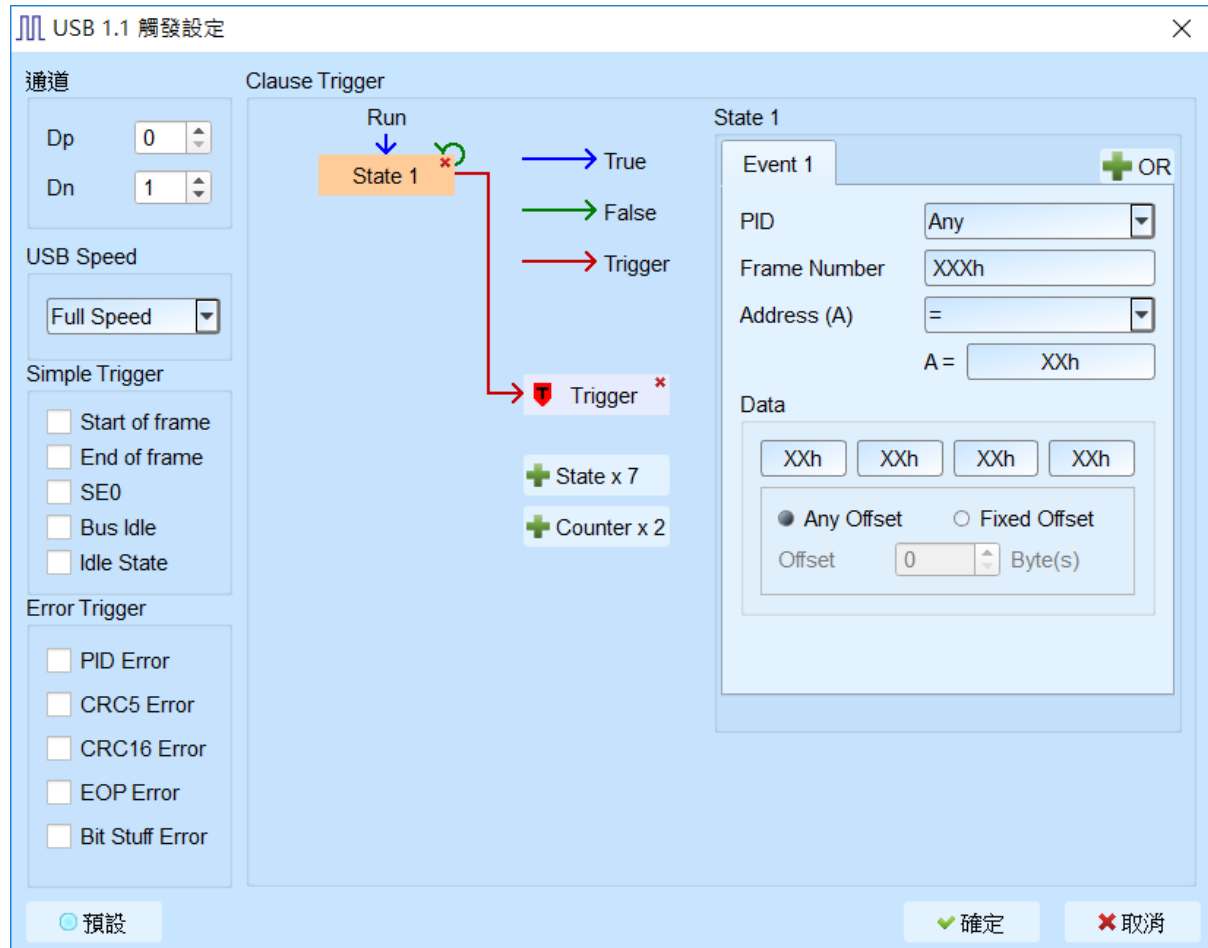 USB 1.1 觸發設定
通道
Dp 0
Dn 1
USB Speed
Full Speed
Simple Trigger
Start of frame
End of frame
SE0
Bus Idle
Idle State
Error Trigger
PID Error
CRC5 Error
CRC16 Error
EOP Error
Bit Stuff Error
Clause Trigger
Run
State 1
True
False
Trigger
T Trigger
State x 7
Counter x 2
State 1
Event 1
OR
PID Any
Frame Number XXXh
Address (A) =
A = XXh
Data
XXh XXh XXh XXh
Any Offset Fixed Offset
Offset 0 Byte(s)
預設
確定
取消